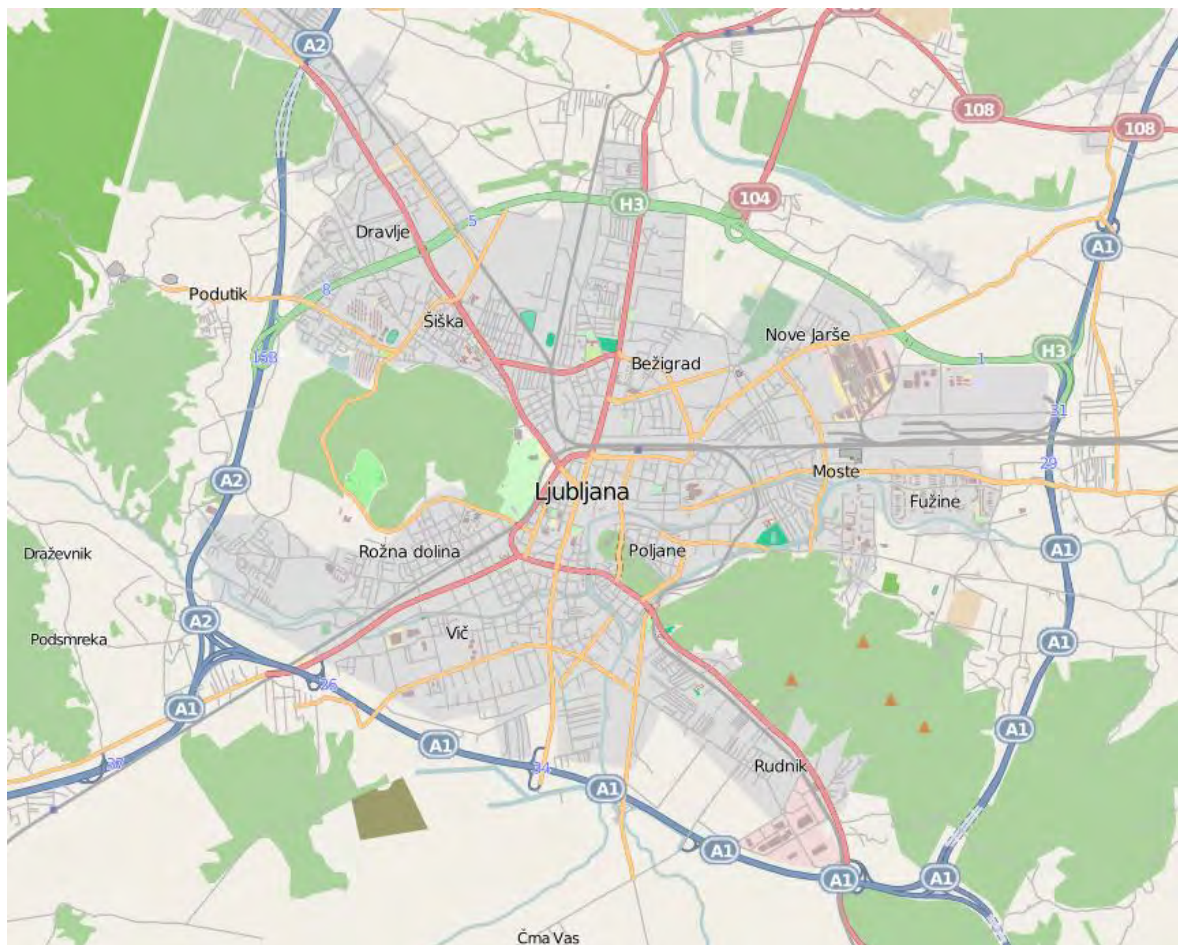 A2
108
108
H3
104
5
Dravlje
A1
8
Podutik
Šiška
Nove Jarše
15B
Bežigrad
H3
1
31
29
Moste
A2
Ljubljana
Fužine
Draževnik
Rožna dolina
Poljane
A1
A2
Podsmreka
Vič
A1
26
A1
A1
A1
37
34
Rudnik
A1
A1
A1
A1
Črna Vas